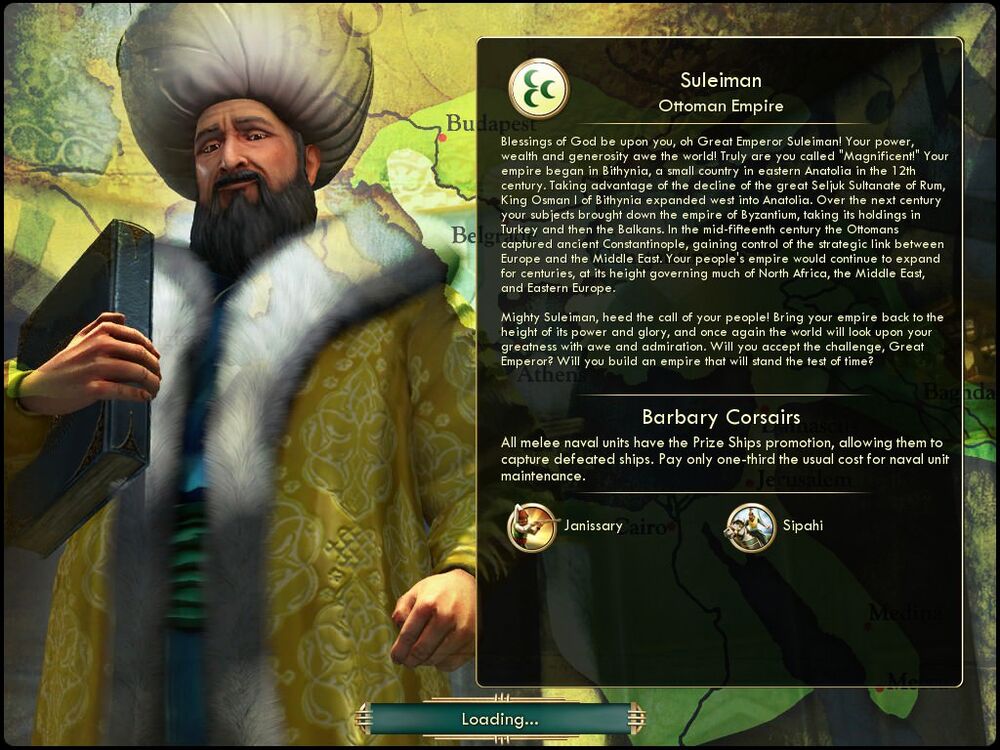 Suleiman
Ottoman Empire
Blessings of God be upon you, oh Great Emperor Suleiman! Your power,
wealth and generosity awe the world! Truly are you called "Magnificent!" Your
empire began in Bithynia, a small country in eastern Anatolia in the 12th
century. Taking advantage of the decline of the great Seljuk Sultanate of Rum,
King Osman I of Bithynia expanded west into Anatolia. Over the next century
your subjects brought down the empire of Byzantium, taking its holdings in
Turkey and then the Balkans. In the mid-fifteenth century the Ottomans
captured ancient Constantinople, gaining control of the strategic link between
Europe and the Middle East. Your people's empire would continue to expand
for centuries, at its height governing much of North Africa, the Middle East,
and Eastern Europe.
Mighty Suleiman, heed the call of your people! Bring your empire back to the
height of its power and glory, and once again the world will look upon your
greatness with awe and admiration. Will you accept the challenge, Great
Emperor? Will you build an empire that will stand the test of time?
Barbary Corsairs
All melee naval units have the Prize Ships promotion, allowing them to
capture defeated ships. Pay only one-third the usual cost for naval unit
maintenance.
Janissary
Sipahi
Budapest
Athens
Jerusalem
Medina
Loading...